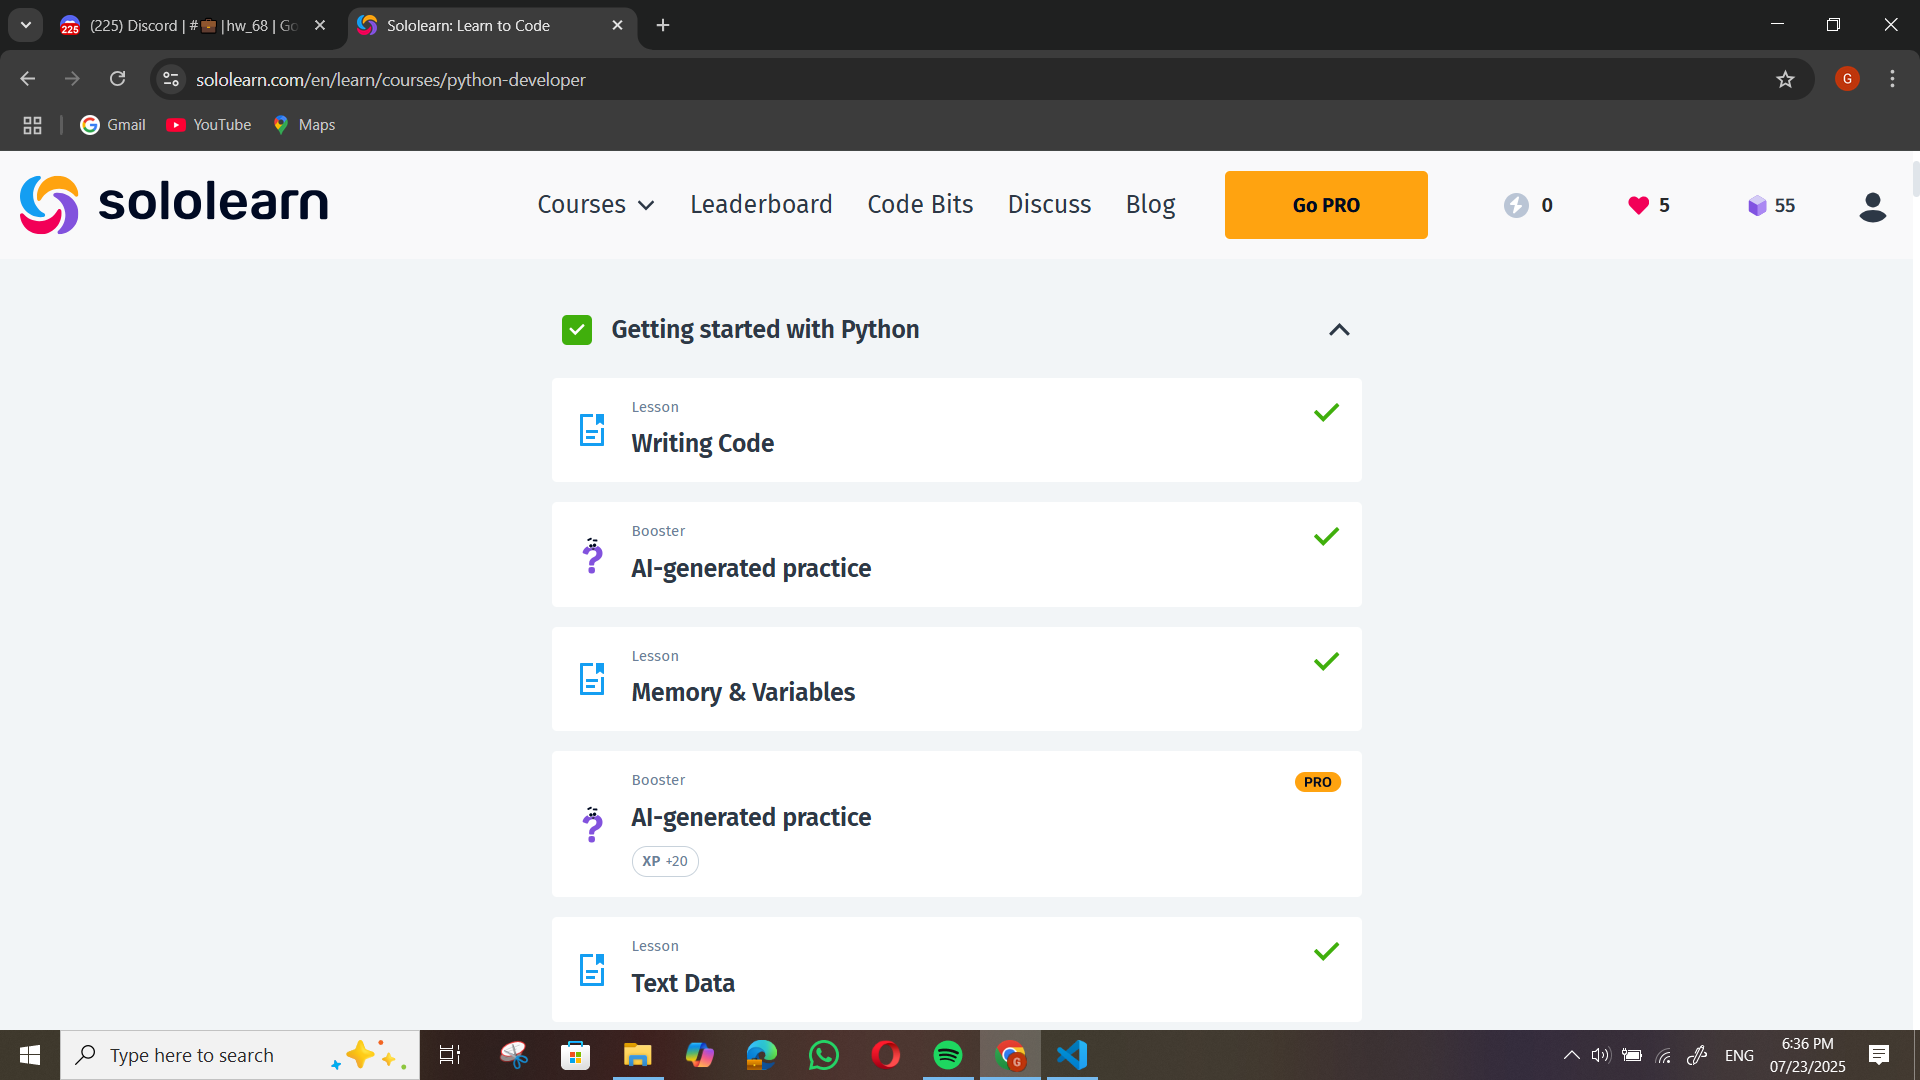 (225) Discord | #💼|hw_68 | Go
Sololearn: Learn to Code
sololearn.com/en/learn/courses/python-developer
G
Gmail
YouTube
Maps
sololearn
Courses
Leaderboard
Code Bits
Discuss
Blog
Go PRO
0
5
55
Getting started with Python
Lesson
Writing Code
Booster
AI-generated practice
Lesson
Memory & Variables
Booster
PRO
AI-generated practice
XP +20
Lesson
Text Data
Type here to search
ENG
6:36 PM
07/23/2025